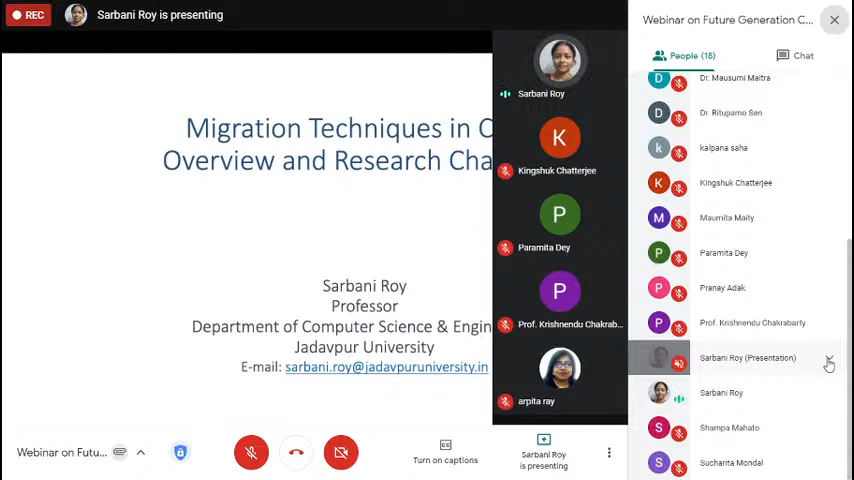 REC
Sarbani Roy is presenting
Migration Techniques in C
Overview and Research Cha
Sarbani Roy
Professor
Department of Computer Science & Engin
Jadavpur University
E-mail: sarbani.roy@jadavpuruniversity.in
Sarbani Roy
K
Kingshuk Chatterjee
P
Paramita Dey
P
Prof. Krishnendu Chakrab...
arpita ray
Webinar on Future Generation C...
People (18)
Chat
D Dr. Mausumi Maitra
D Dr. Rituparno Sen
k kalpana saha
K Kingshuk Chatterjee
M Maumita Maity
P Paramita Dey
P Pranay Adak
P Prof. Krishnendu Chakrabarty
Sarbani Roy (Presentation)
Sarbani Roy
S Shampa Mahato
S Sucharita Mondal
Webinar on Futu...
CC
Turn on captions
Sarbani Roy
is presenting